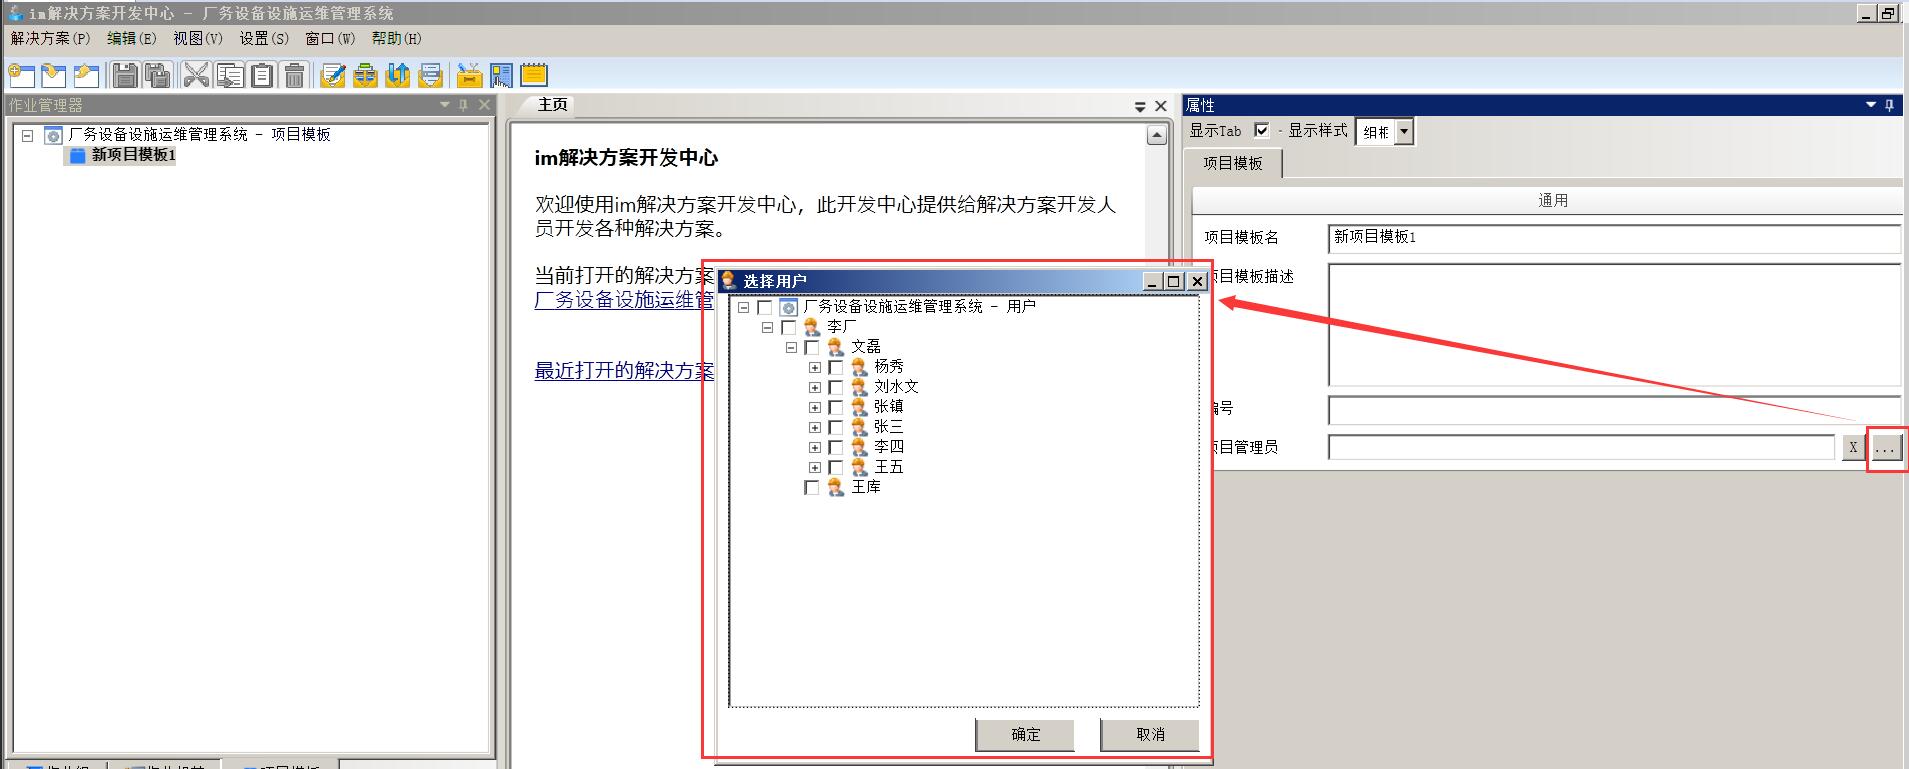 im解决方案开发中心 - 厂务设备设施运维管理系统
解决方案(P) 编辑(E) 视图(V) 设置(S) 窗口(W) 帮助(H)
作业管理器
厂务设备设施运维管理系统 - 项目模板
新项目模板1
主页
im解决方案开发中心
欢迎使用im解决方案开发中心，此开发中心提供给解决方案开发人
员开发各种解决方案。
当前打开的解决方案
厂务设备设施运维管
最近打开的解决方案
选择用户
厂务设备设施运维管理系统 - 用户
李厂
文磊
杨秀
刘水文
张镇
张三
李四
王五
王库
确定 取消
属性
显示Tab - 显示样式
项目模板
通用
项目模板名 新项目模板1
项目模板描述
编号
项目管理员 X ...